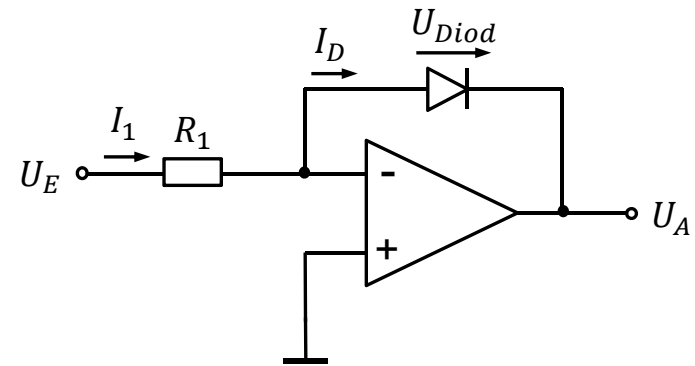 U_Diod
I_D
I_1
R_1
U_E
-
+
U_A